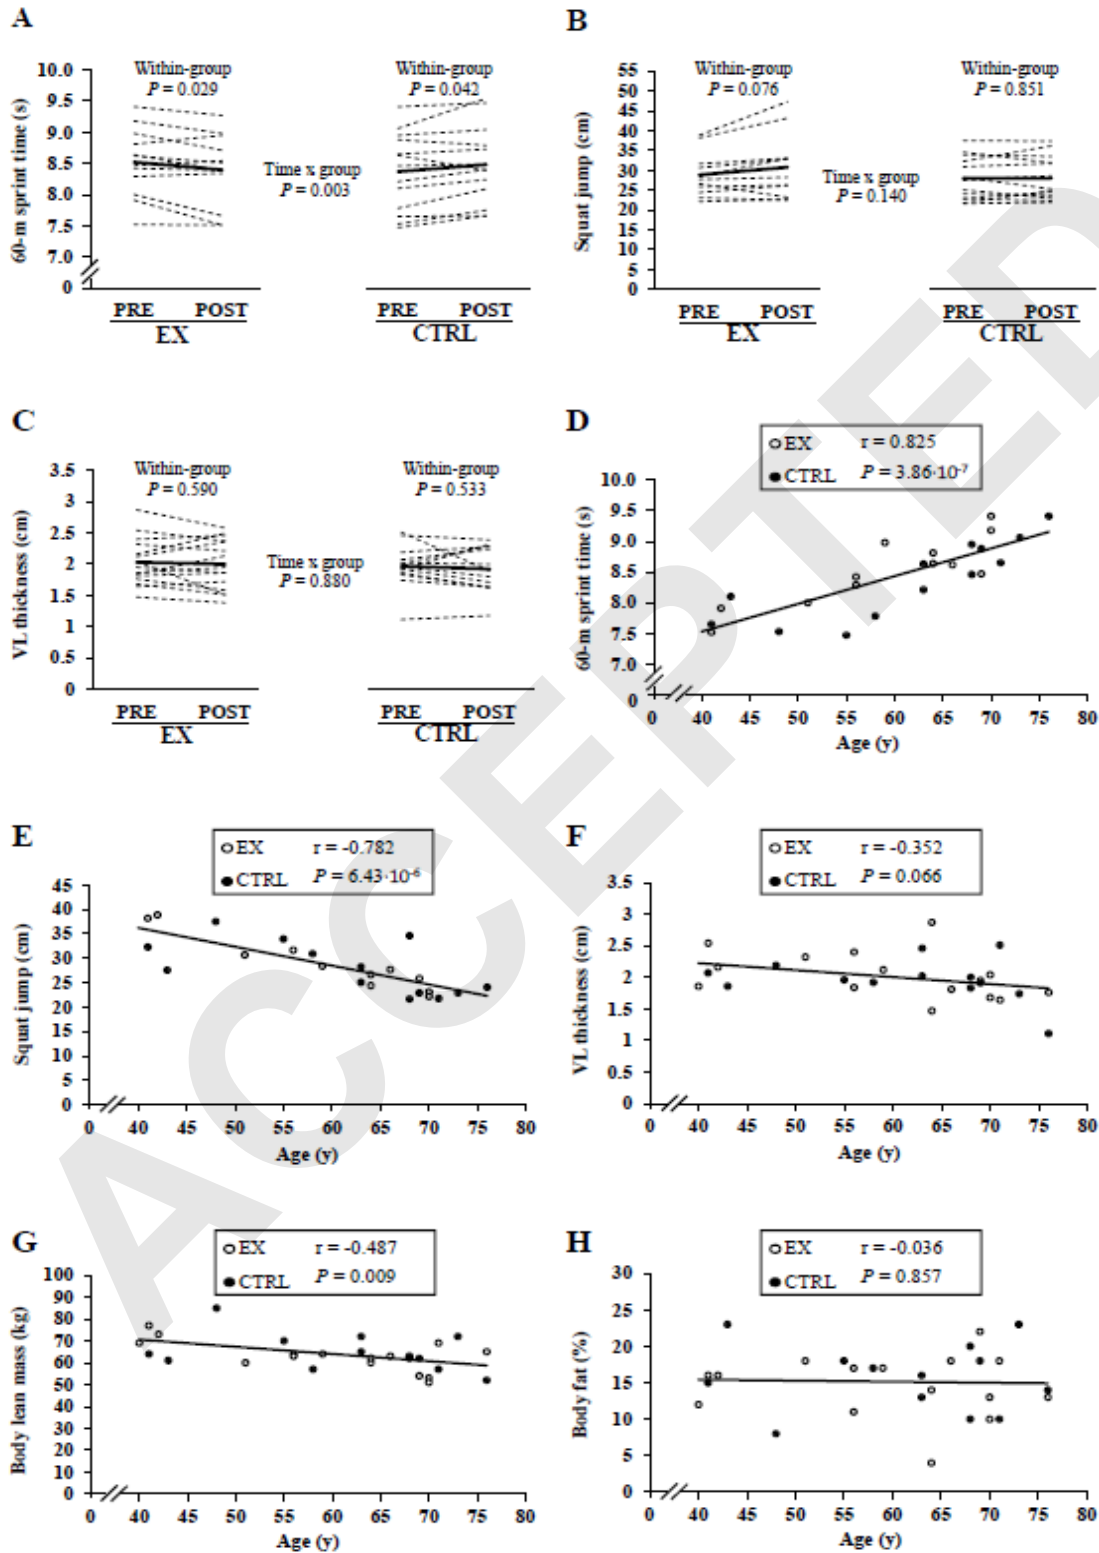 A
60-m sprint time (s)
10.0
9.5
9.0
8.5
8.0
7.5
7.0
0
Within-group
P = 0.029
Time x group
P = 0.003
Within-group
P = 0.042
PRE POST
EX
PRE POST
CTRL
B
Squat jump (cm)
55
50
45
40
35
30
25
20
15
10
5
0
Within-group
P = 0.076
Time x group
P = 0.140
Within-group
P = 0.851
PRE POST
EX
PRE POST
CTRL
C
VL thickness (cm)
3.5
3
2.5
2
1.5
1
0.5
0
Within-group
P = 0.590
Time x group
P = 0.880
Within-group
P = 0.533
PRE POST
EX
PRE POST
CTRL
D
EX r = 0.825
CTRL P = 3.86·10⁻⁷
60-m sprint time (s)
10.0
9.5
9.0
8.5
8.0
7.5
7.0
0
0 40 45 50 55 60 65 70 75 80
Age (y)
E
EX r = -0.782
CTRL P = 6.43·10⁻⁶
Squat jump (cm)
45
40
35
30
25
20
15
10
5
0
0 40 45 50 55 60 65 70 75 80
Age (y)
F
EX r = -0.352
CTRL P = 0.066
VL thickness (cm)
3.5
3
2.5
2
1.5
1
0.5
0
0 40 45 50 55 60 65 70 75 80
Age (y)
G
EX r = -0.487
CTRL P = 0.009
Body lean mass (kg)
100
90
80
70
60
50
40
30
20
10
0
0 40 45 50 55 60 65 70 75 80
Age (y)
H
EX r = -0.036
CTRL P = 0.857
Body fat (%)
30
25
20
15
10
5
0
0 40 45 50 55 60 65 70 75 80
Age (y)
ACCEPTED